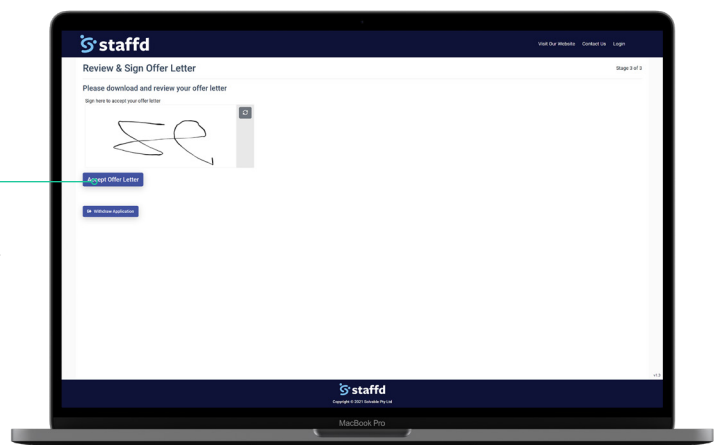 staffd
Visit Our Website Contact Us Login
Review & Sign Offer Letter
Stage 3 of 3
Please download and review your offer letter
Sign here to accept your offer letter
Accept Offer Letter
Withdraw Application
v1.3
staffd
Copyright © 2021 Solvable Pty Ltd
MacBook Pro